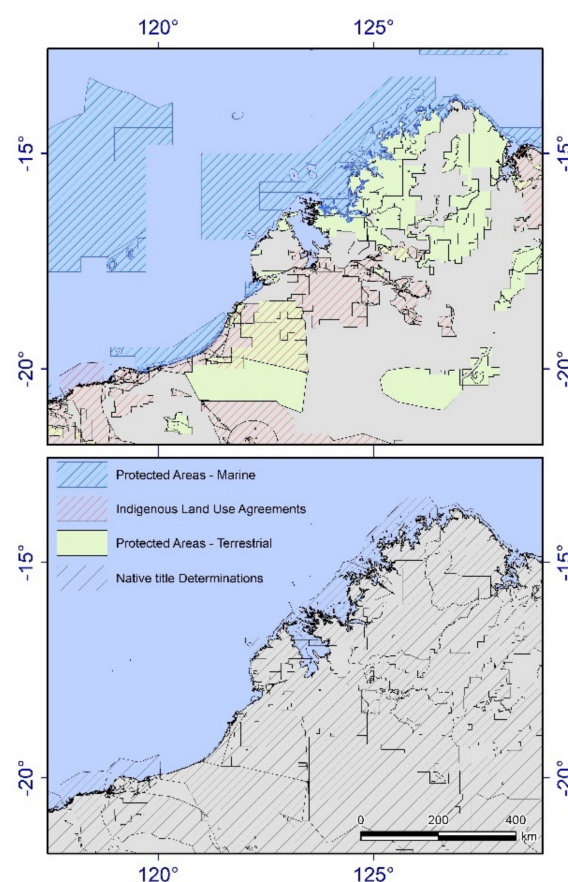 120°
125°
-15°
-15°
-20°
-20°
Protected Areas - Marine
Indigenous Land Use Agreements
Protected Areas - Terrestrial
Native title Determinations
-15°
-15°
-20°
-20°
0 200 400
km
120°
125°